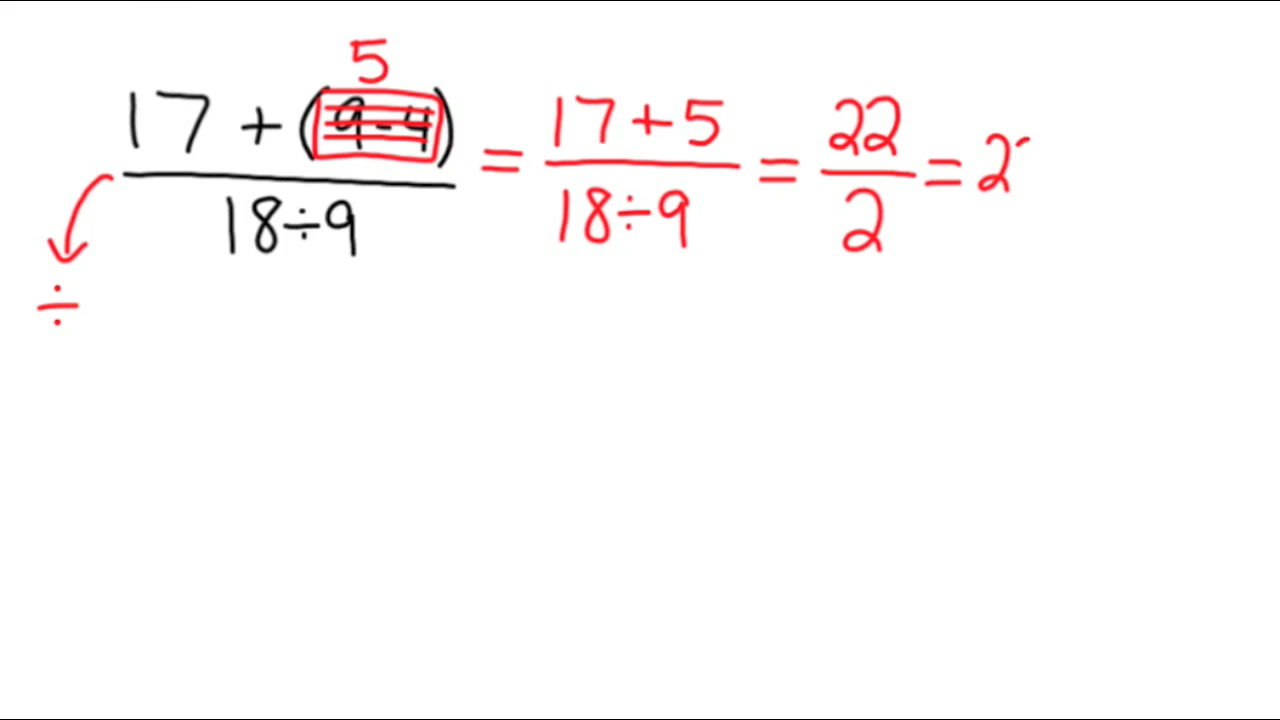 5
17 + (9-4) = 17+5 = 22 = 2
18÷9 18÷9 2
÷